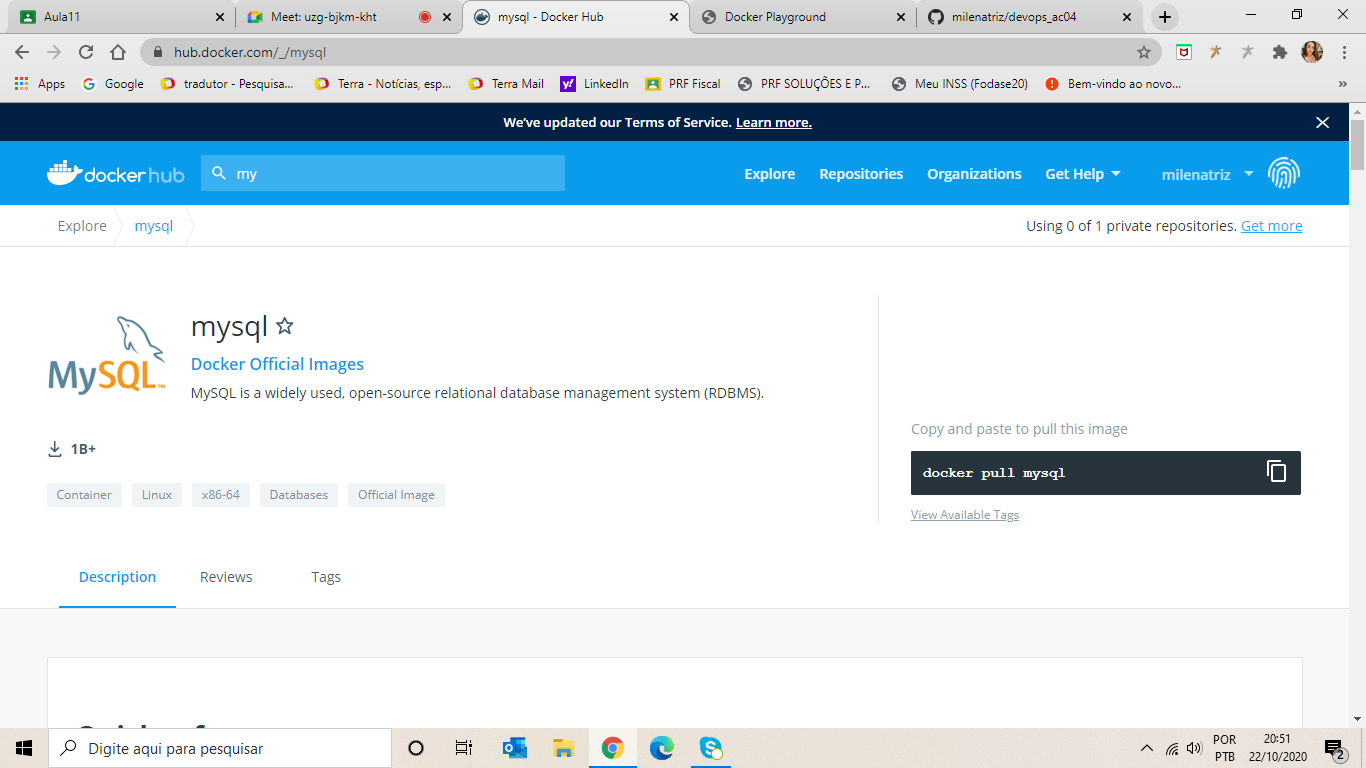 Aula11
Meet: uzg-bjkm-kht
mysql - Docker Hub
Docker Playground
milenatriz/devops_ac04
hub.docker.com/_/mysql
Apps
Google
tradutor - Pesquisa...
Terra - Notícias, esp...
Terra Mail
LinkedIn
PRF Fiscal
PRF SOLUÇÕES E P...
Meu INSS (Fodase20)
Bem-vindo ao novo...
We've updated our Terms of Service. Learn more.
docker hub
my
Explore
Repositories
Organizations
Get Help
milenatriz
Explore
mysql
Using 0 of 1 private repositories. Get more
MySQL™
mysql
Docker Official Images
MySQL is a widely used, open-source relational database management system (RDBMS).
1B+
Container
Linux
x86-64
Databases
Official Image
Copy and paste to pull this image
docker pull mysql
View Available Tags
Description
Reviews
Tags
Digite aqui para pesquisar
POR
PTB
20:51
22/10/2020
2